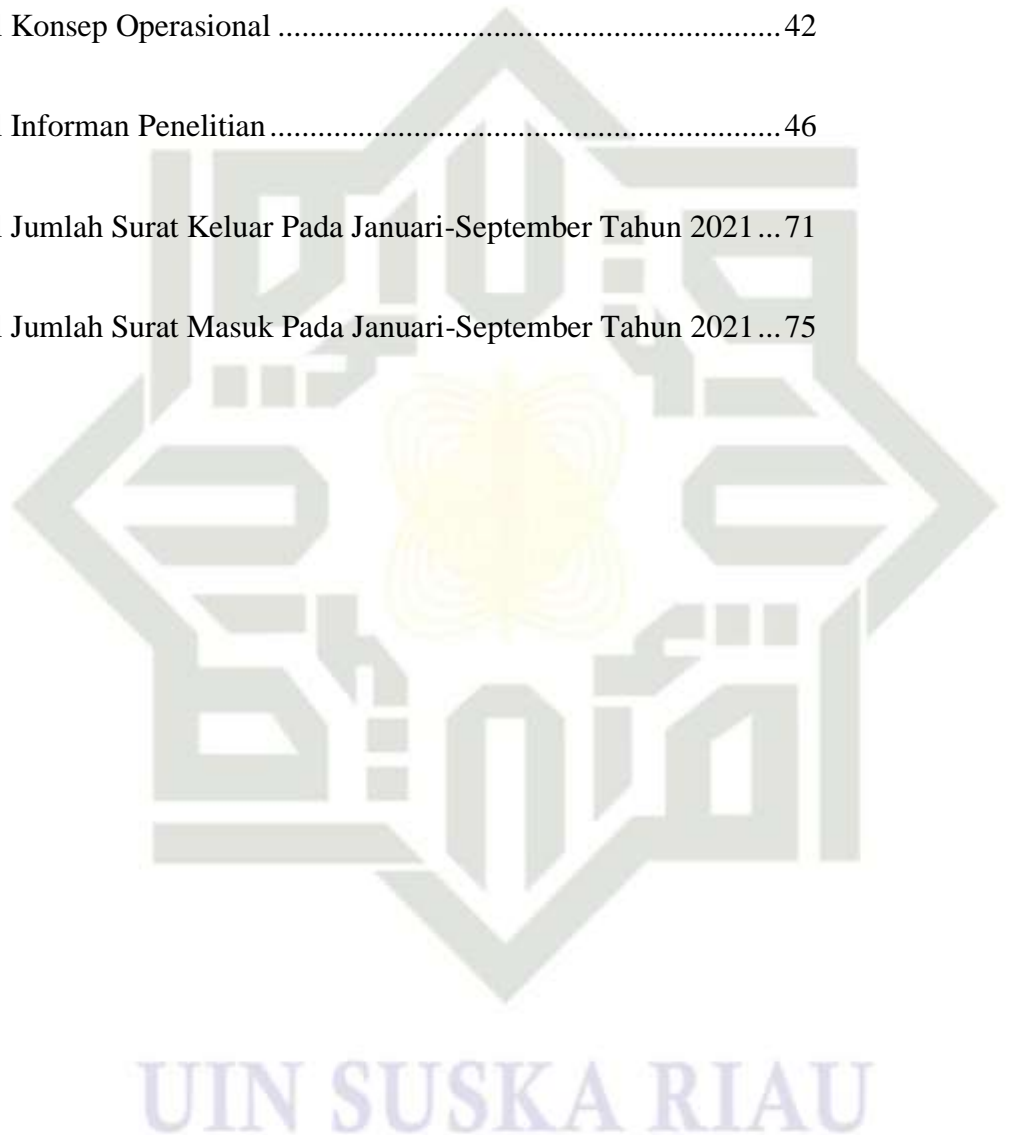 Konsep Operasional ............................................................... 42
Informan Penelitian ................................................................ 46
Jumlah Surat Keluar Pada Januari-September Tahun 2021 ... 71
Jumlah Surat Masuk Pada Januari-September Tahun 2021 ... 75
UIN SUSKA RIAU